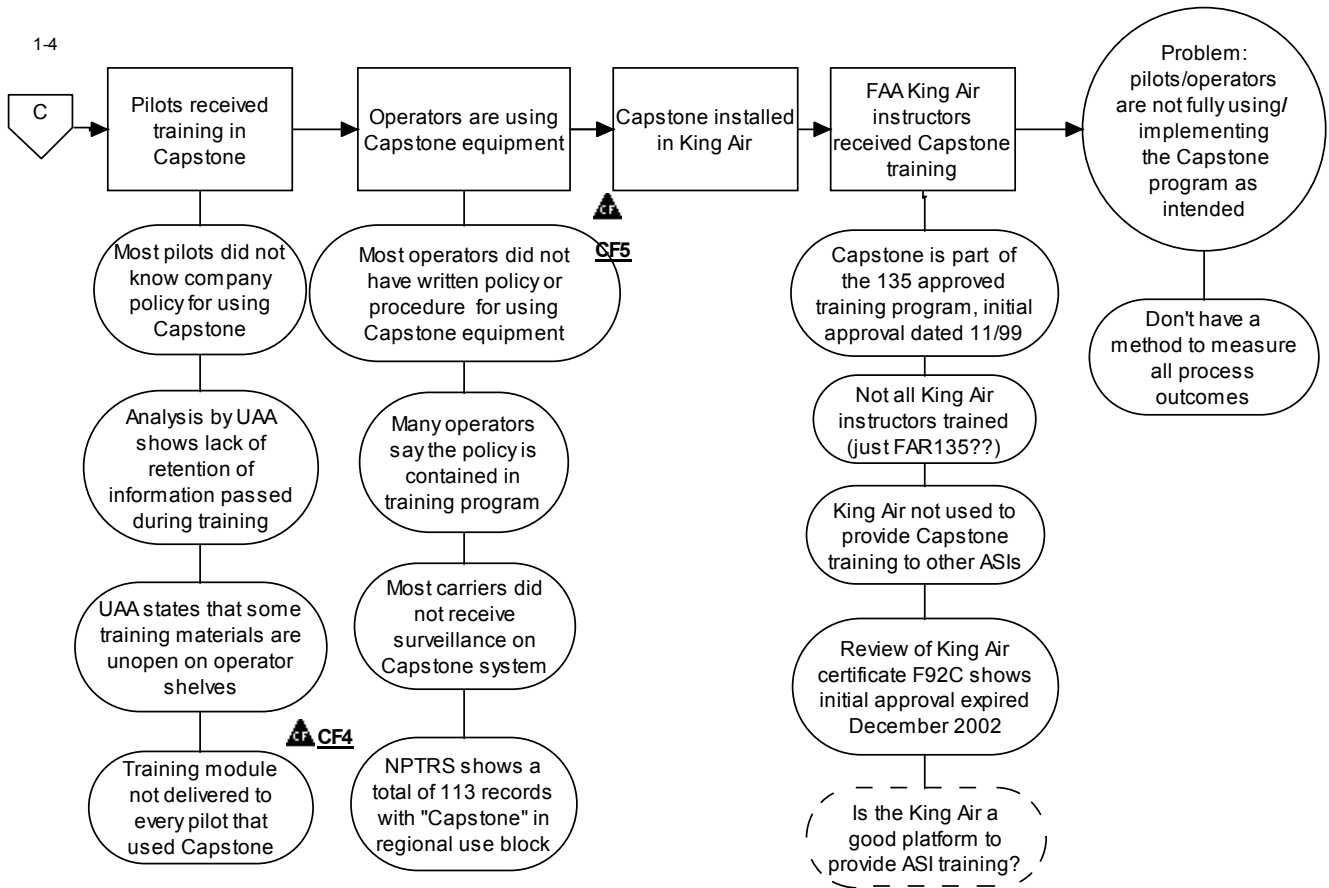 1-4
C
Pilots received
training in
Capstone
Operators are using
Capstone equipment
Capstone installed
in King Air
FAA King Air
instructors
received Capstone
training
Problem:
pilots/operators
are not fully using/
implementing
the Capstone
program as
intended
Most pilots did not
know company
policy for using
Capstone
Analysis by UAA
shows lack of
retention of
information passed
during training
UAA states that some
training materials are
unopen on operator
shelves
CF
CF4
Training module
not delivered to
every pilot that
used Capstone
CF
CF5
Most operators did not
have written policy or
procedure for using
Capstone equipment
Many operators
say the policy is
contained in
training program
Most carriers did
not receive
surveillance on
Capstone system
NPTRS shows a
total of 113 records
with "Capstone" in
regional use block
Capstone is part of
the 135 approved
training program, initial
approval dated 11/99
Not all King Air
instructors trained
(just FAR135??)
King Air not used to
provide Capstone
training to other ASIs
Review of King Air
certificate F92C shows
initial approval expired
December 2002
Is the King Air a
good platform to
provide ASI training?
Don't have a
method to measure
all process
outcomes